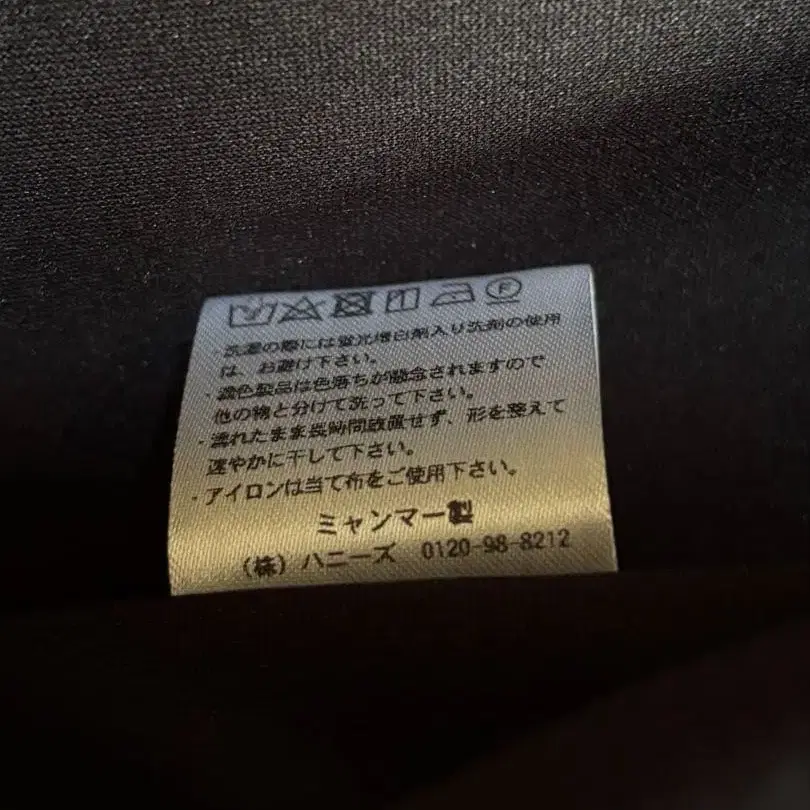 ・洗濯の際には蛍光増白剤入り洗剤の使用
は、お避け下さい。
・濃色製品は色落ちが懸念されますので
他の物と分けて洗って下さい。
・濡れたまま長時間放置せず、形を整えて
速やかに干して下さい。
・アイロンは当て布をご使用下さい。
ミャンマー製
（株）ハニーズ 0120-98-8212